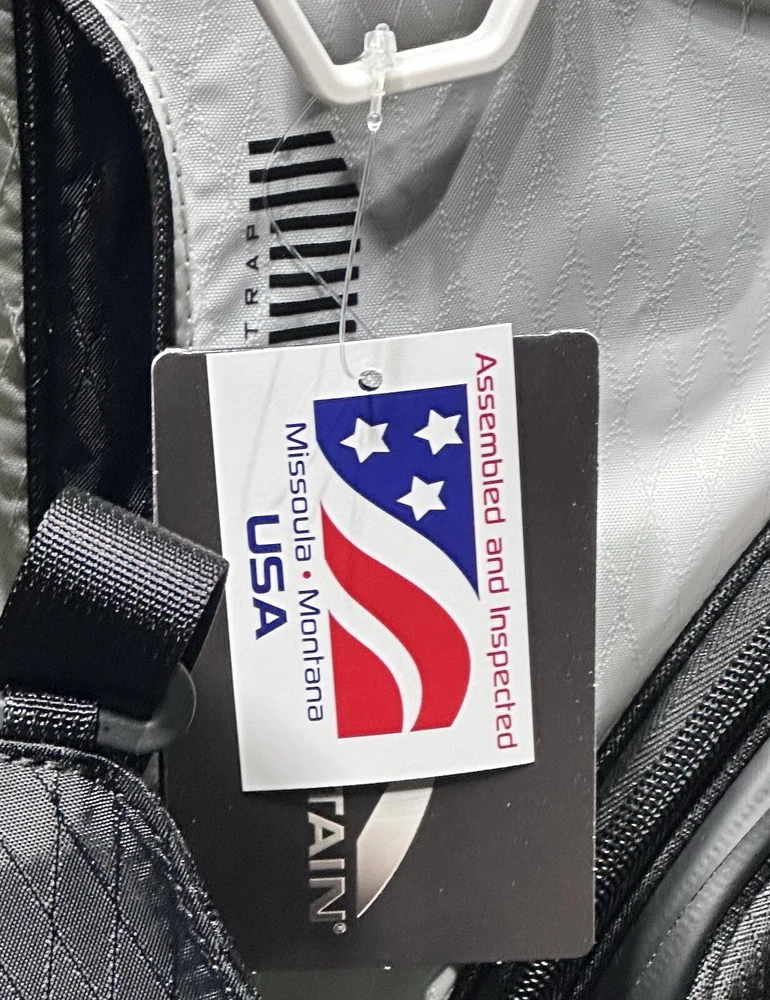 Assembled and Inspected
Missoula • Montana
USA
TAIN®
TRAP